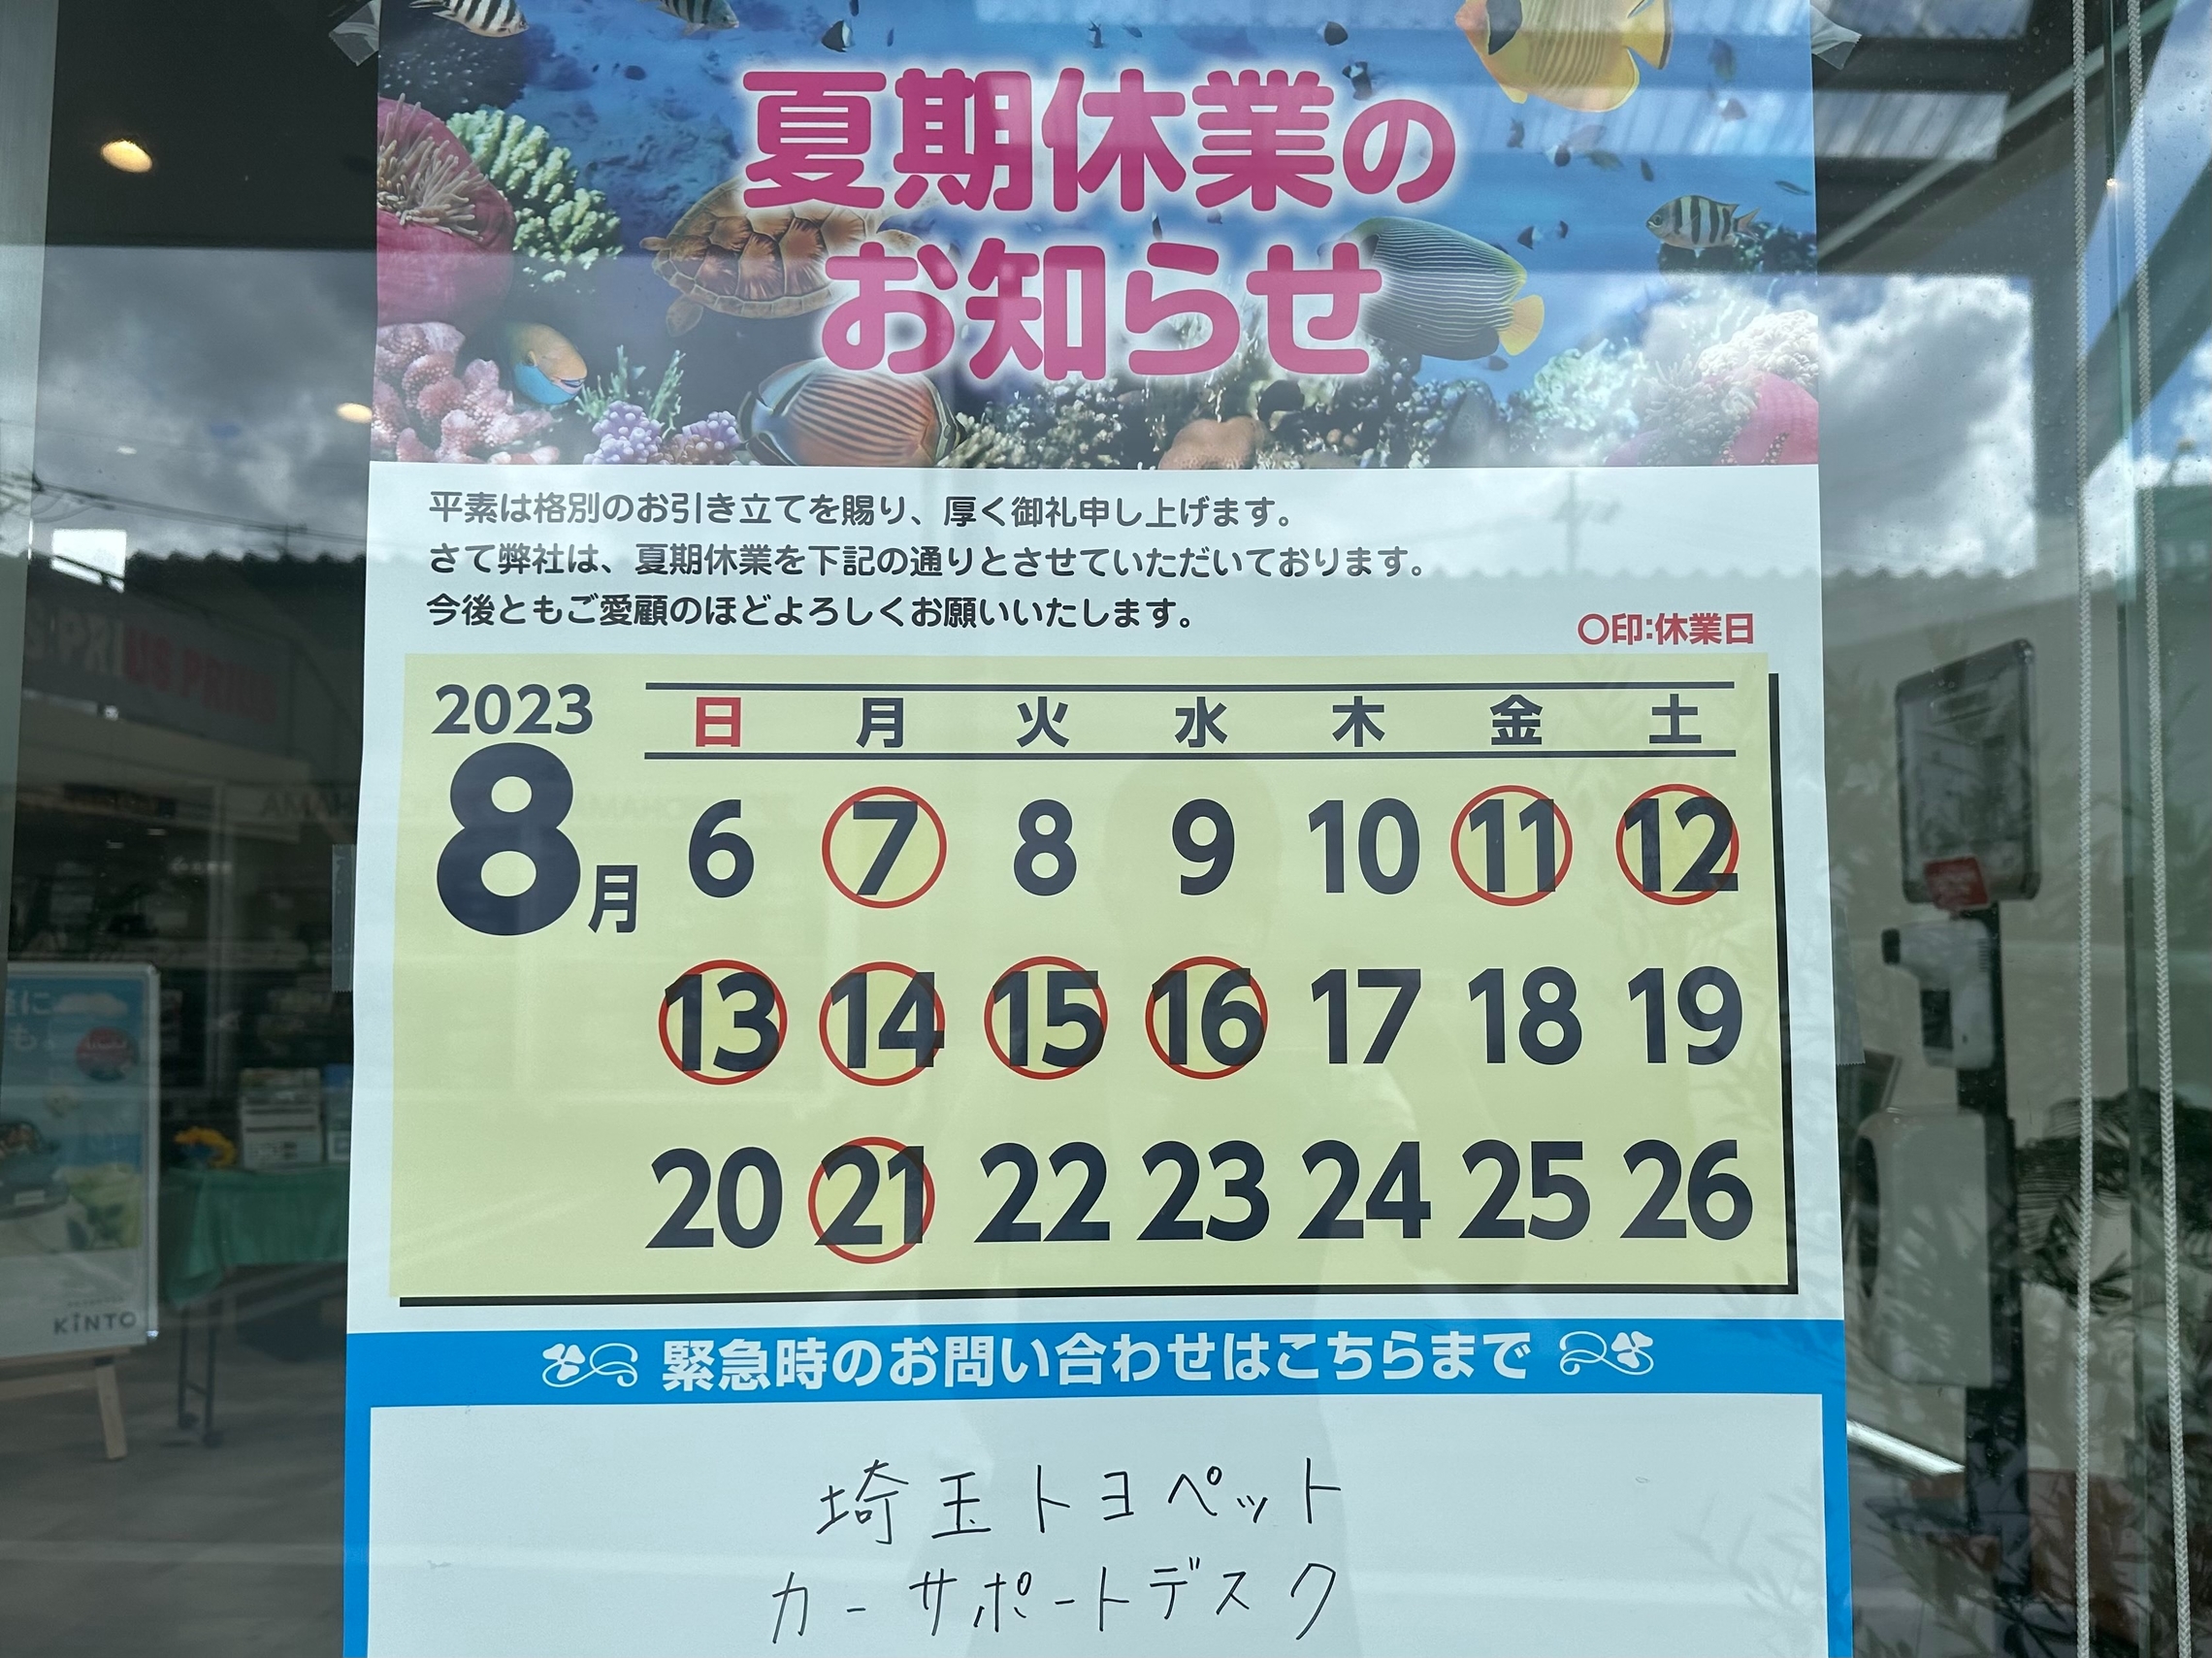 夏期休業の
お知らせ
平素は格別のお引き立てを賜り、厚く御礼申し上げます。
さて弊社は、夏期休業を下記の通りとさせていただいております。
今後ともご愛顧のほどよろしくお願いいたします。
〇印:休業日
2023
8月
日 月 火 水 木 金 土
6 7 8 9 10 11 12
13 14 15 16 17 18 19
20 21 22 23 24 25 26
緊急時のお問い合わせはこちらまで
埼玉トヨペット
カーサポートデスク
KINTO